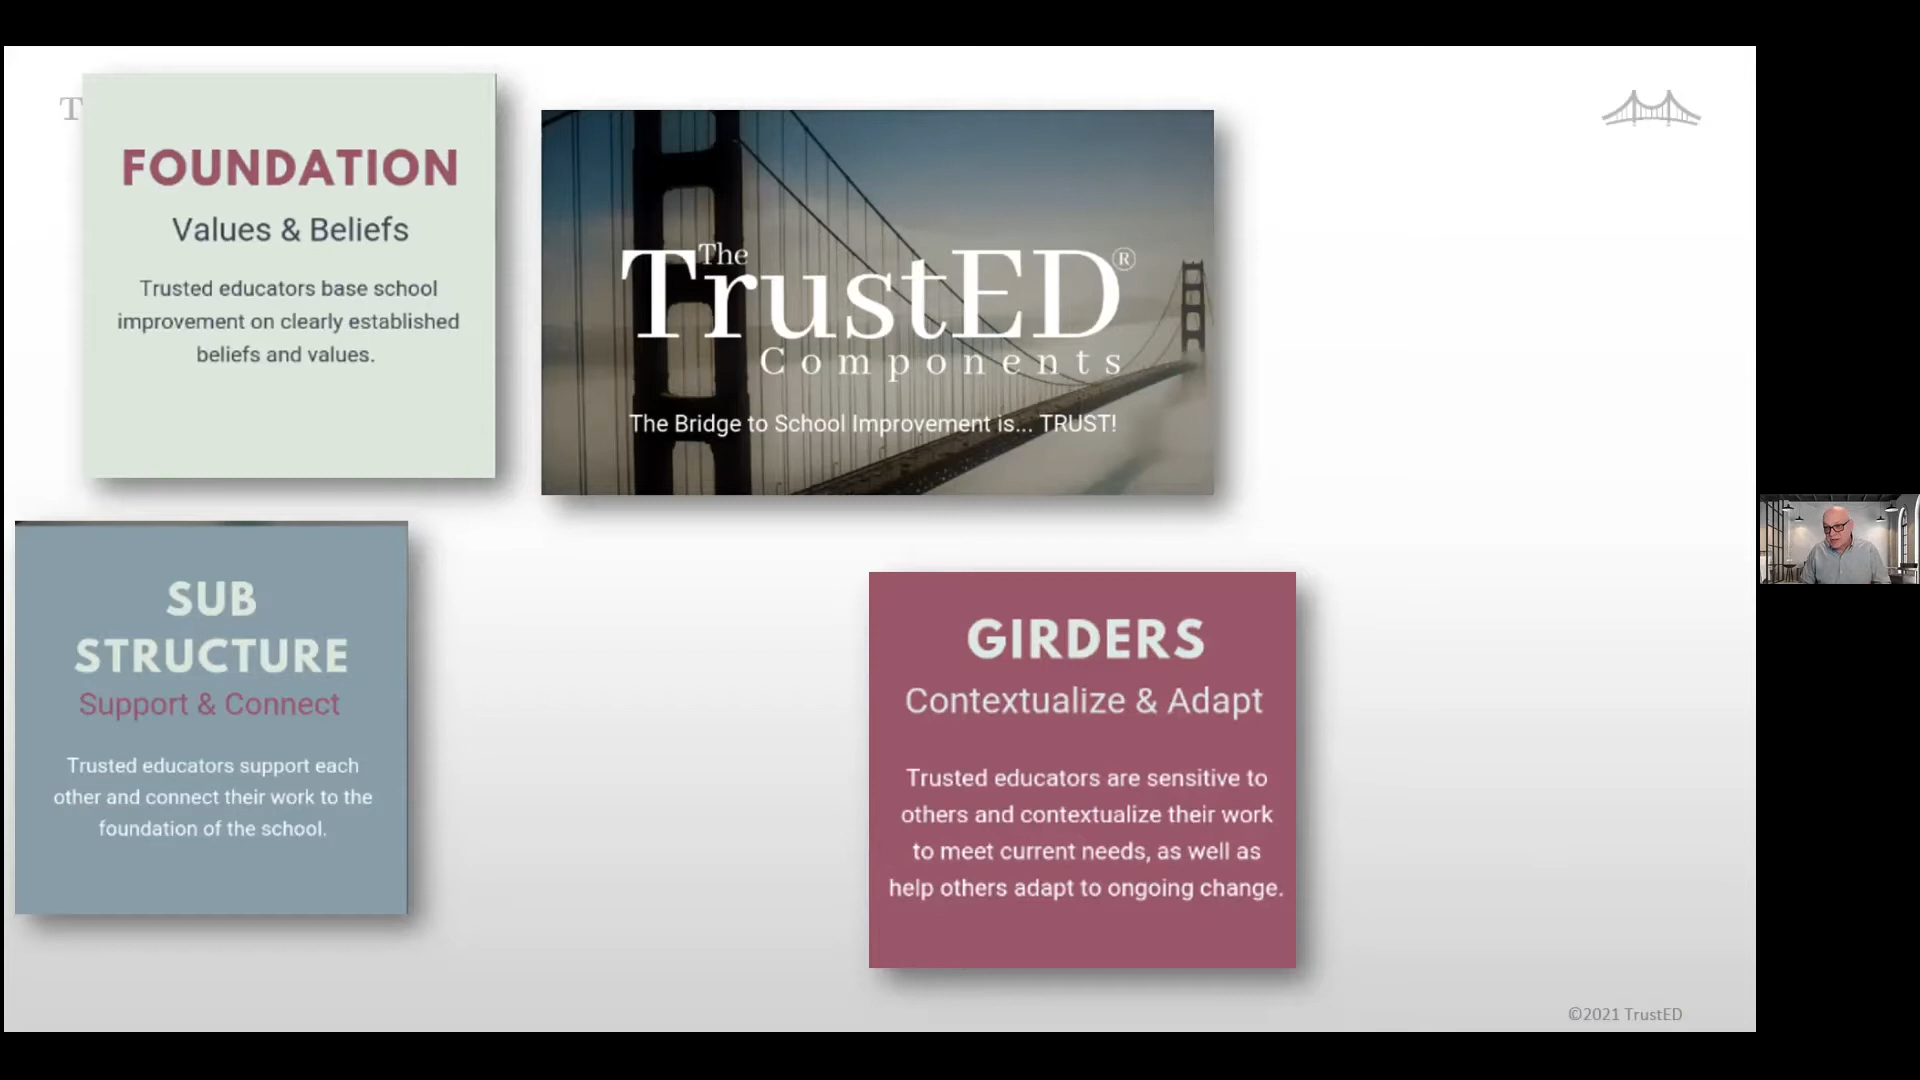 T
FOUNDATION
Values & Beliefs
Trusted educators base school
improvement on clearly established
beliefs and values.
The
TrustED®
Components
The Bridge to School Improvement is... TRUST!
SUB
STRUCTURE
Support & Connect
Trusted educators support each
other and connect their work to the
foundation of the school.
GIRDERS
Contextualize & Adapt
Trusted educators are sensitive to
others and contextualize their work
to meet current needs, as well as
help others adapt to ongoing change.
©2021 TrustED